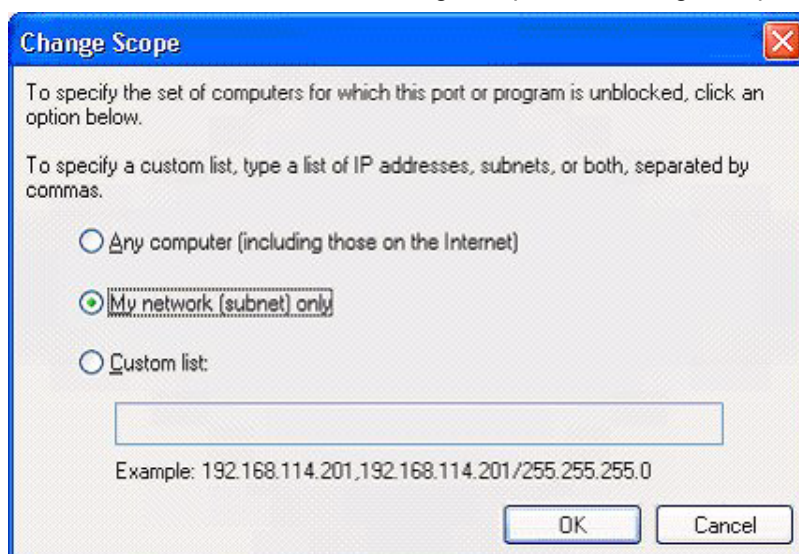 Change Scope
To specify the set of computers for which this port or program is unblocked, click an
option below.
To specify a custom list, type a list of IP addresses, subnets, or both, separated by
commas.
Any computer (including those on the Internet)
My network (subnet) only
Custom list:
Example: 192.168.114.201,192.168.114.201/255.255.255.0
OK Cancel